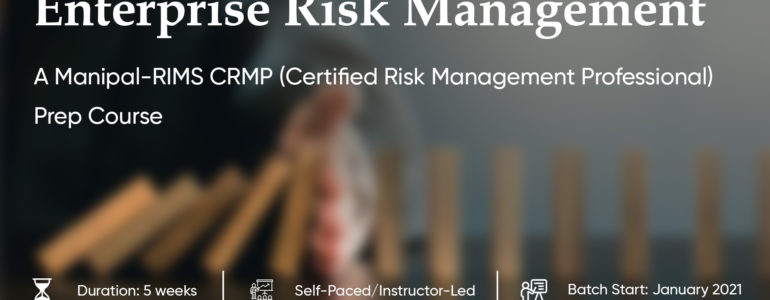 Enterprise Risk Management
A Manipal-RIMS CRMP (Certified Risk Management Professional)
Prep Course
Duration: 5 weeks
Self-Paced/Instructor-Led
Batch Start: January 2021